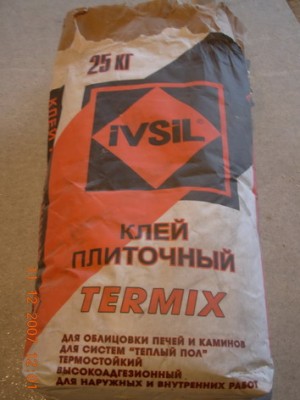 25 КГ
IVSIL
КЛЕЙ
ПЛИТОЧНЫЙ
TERMIX
ДЛЯ ОБЛИЦОВКИ ПЕЧЕЙ И КАМИНОВ
ДЛЯ СИСТЕМ "ТЕПЛЫЙ ПОЛ"
ТЕРМОСТОЙКИЙ
ВЫСОКОАДГЕЗИОННЫЙ
ДЛЯ НАРУЖНЫХ И ВНУТРЕННИХ РАБОТ